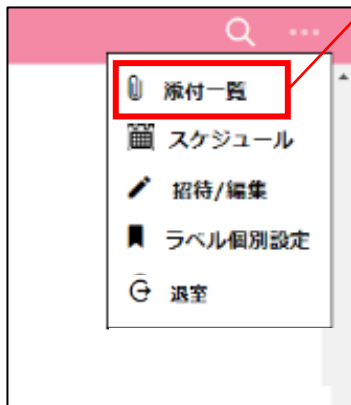 添付一覧
スケジュール
招待/編集
ラベル個別設定
退室